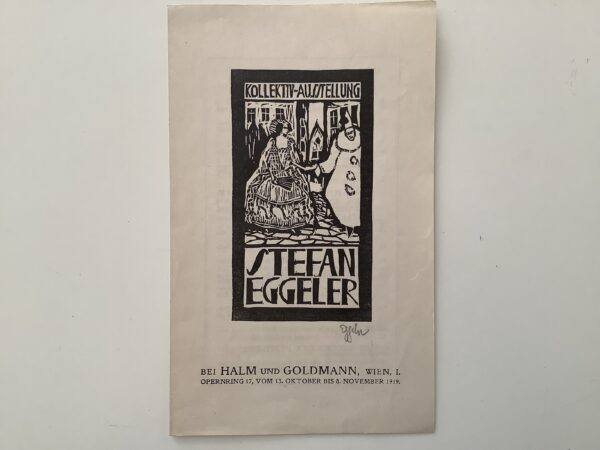 KOLLEKTIV-AUSSTELLUNG
STEFAN
EGGELER
BEI HALM UND GOLDMANN, WIEN, I.
OPERNRING 17, VOM 13. OKTOBER BIS 8. NOVEMBER 1919.